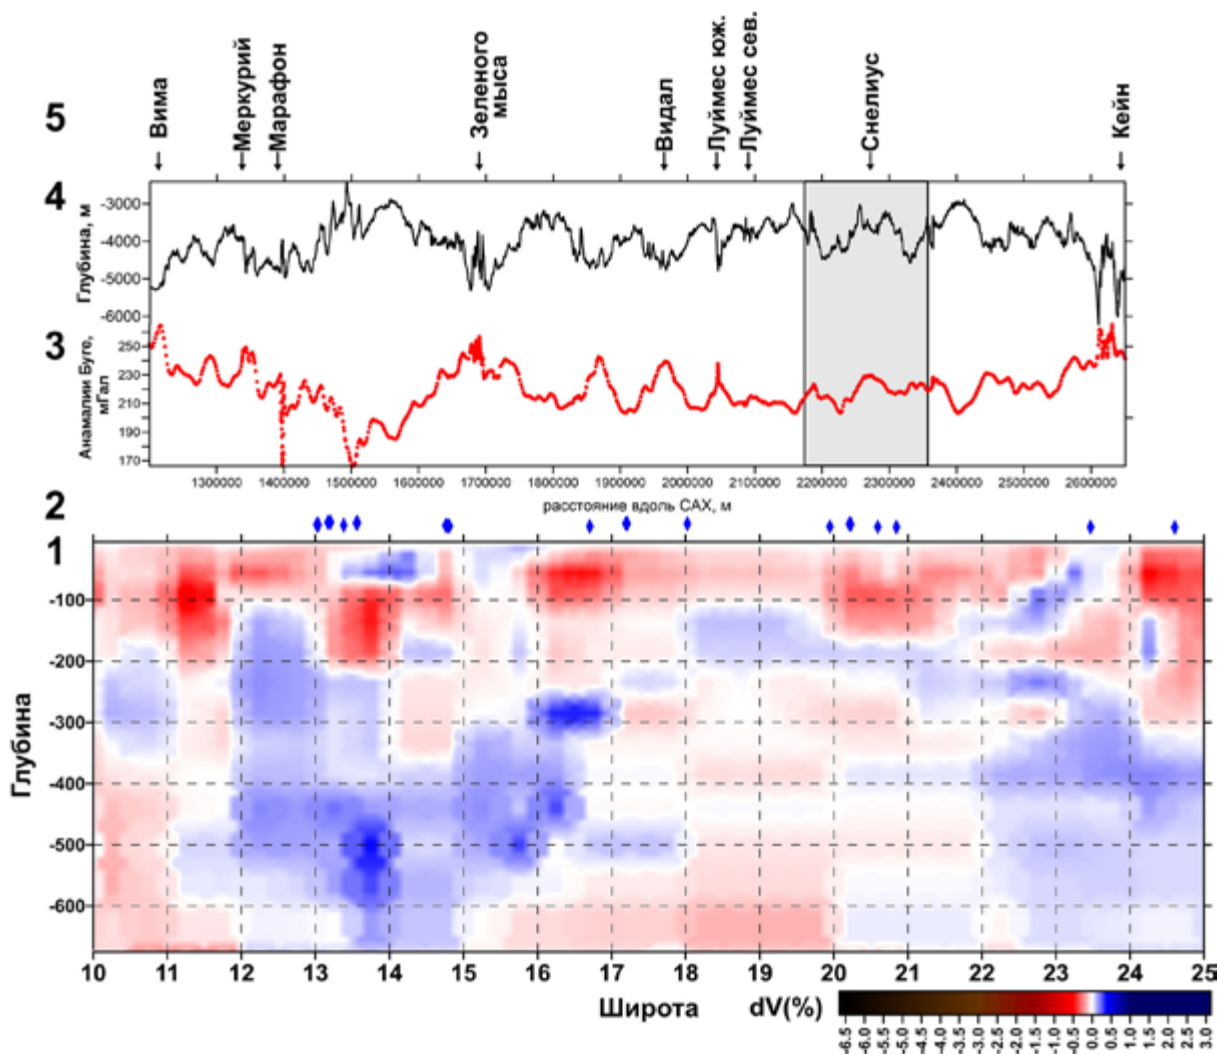 5
Вима
Меркурий
Марафон
Зеленого
мыса
Видал
Луймес юж.
Луймес сев.
Снелиус
Кейн
4
Глубина, м
-3000
-4000
-5000
-6000
3
Анамалии Буге,
мГал
250
230
210
190
170
1300000 1400000 1500000 1600000 1700000 1800000 1900000 2000000 2100000 2200000 2300000 2400000 2500000 2600000
расстояние вдоль САХ, м
2
1
Глубина
-100
-200
-300
-400
-500
-600
10 11 12 13 14 15 16 17 18 19 20 21 22 23 24 25
Широта
dV(%)
-6.5 -5.5 -5.0 -4.5 -4.0 -3.5 -3.0 -2.5 -2.0 -1.5 -1.0 -0.5 0.0 0.5 1.0 1.5 2.0 2.5 3.0